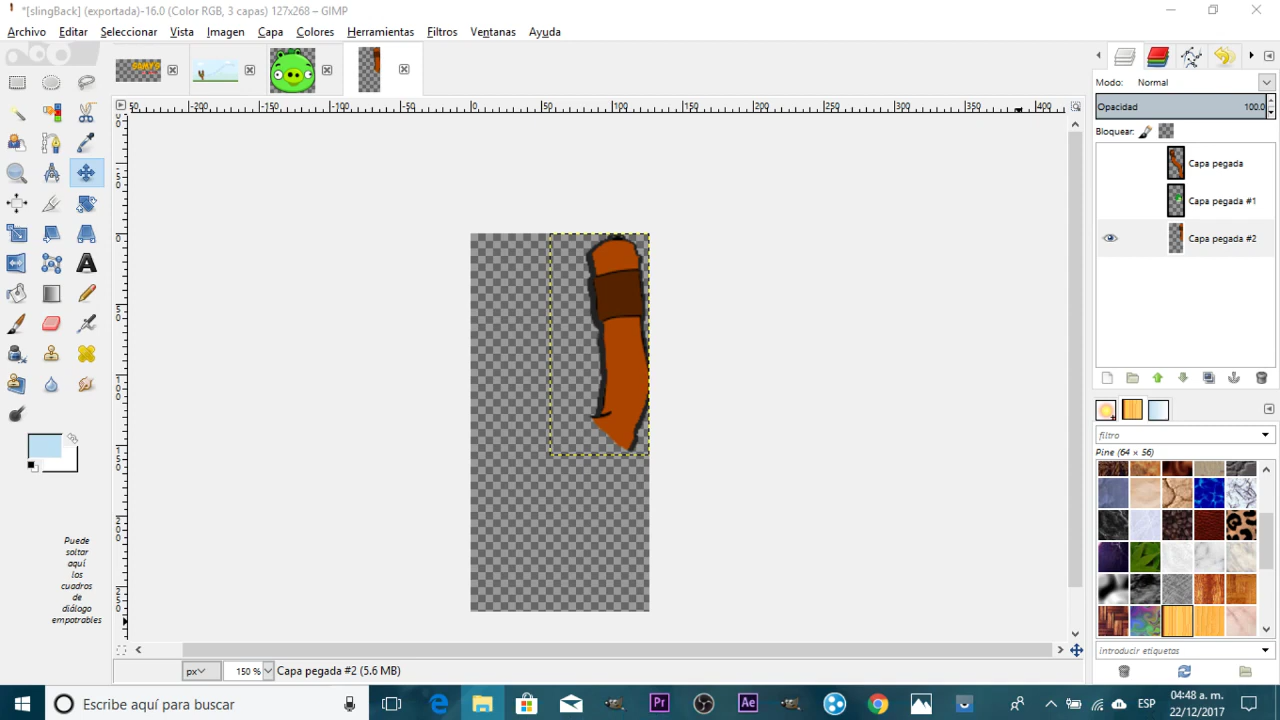 *[slingBack] (exportada)-16.0 (Color RGB, 3 capas) 127x268 – GIMP
Archivo Editar Seleccionar Vista Imagen Capa Colores Herramientas Filtros Ventanas Ayuda
Modo: Normal
Opacidad 100.0
Bloquear:
Capa pegada
Capa pegada #1
Capa pegada #2
filtro
Pine (64 × 56)
Puede
soltar
aquí
los
cuadros
de
diálogo
empotrables
introducir etiquetas
px 150 % Capa pegada #2 (5.6 MB)
Escribe aquí para buscar
Pr
Ae
ESP
04:48 a. m.
22/12/2017